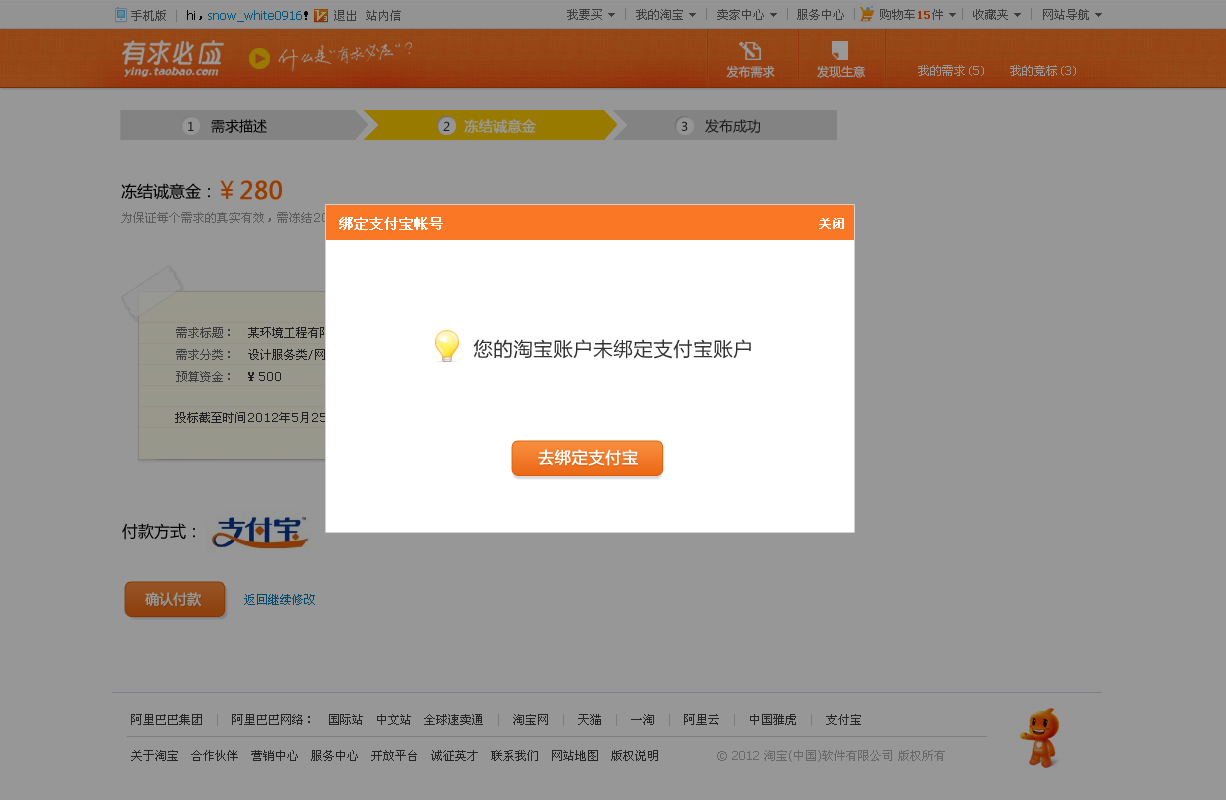 手机版 hi，snow_white0916！ 退出 站内信 我要买 我的淘宝 卖家中心 服务中心 购物车15件 收藏夹 网站导航
有求必应
ying.taobao.com
什么是“有求必应”？
发布需求 发现生意 我的需求(5) 我的竞标(3)
1 需求描述 2 冻结诚意金 3 发布成功
冻结诚意金：¥ 280
为保证每个需求的真实有效，需冻结20
绑定支付宝帐号 关闭
您的淘宝账户未绑定支付宝账户
去绑定支付宝
需求标题： 某环境工程有限
需求分类： 设计服务类/网
预算资金： ¥ 500
投标截至时间2012年5月25
付款方式： 支付宝™
确认付款 返回继续修改
阿里巴巴集团 阿里巴巴网络： 国际站 中文站 全球速卖通 淘宝网 天猫 一淘 阿里云 中国雅虎 支付宝
关于淘宝 合作伙伴 营销中心 服务中心 开放平台 诚征英才 联系我们 网站地图 版权说明 © 2012 淘宝(中国)软件有限公司 版权所有